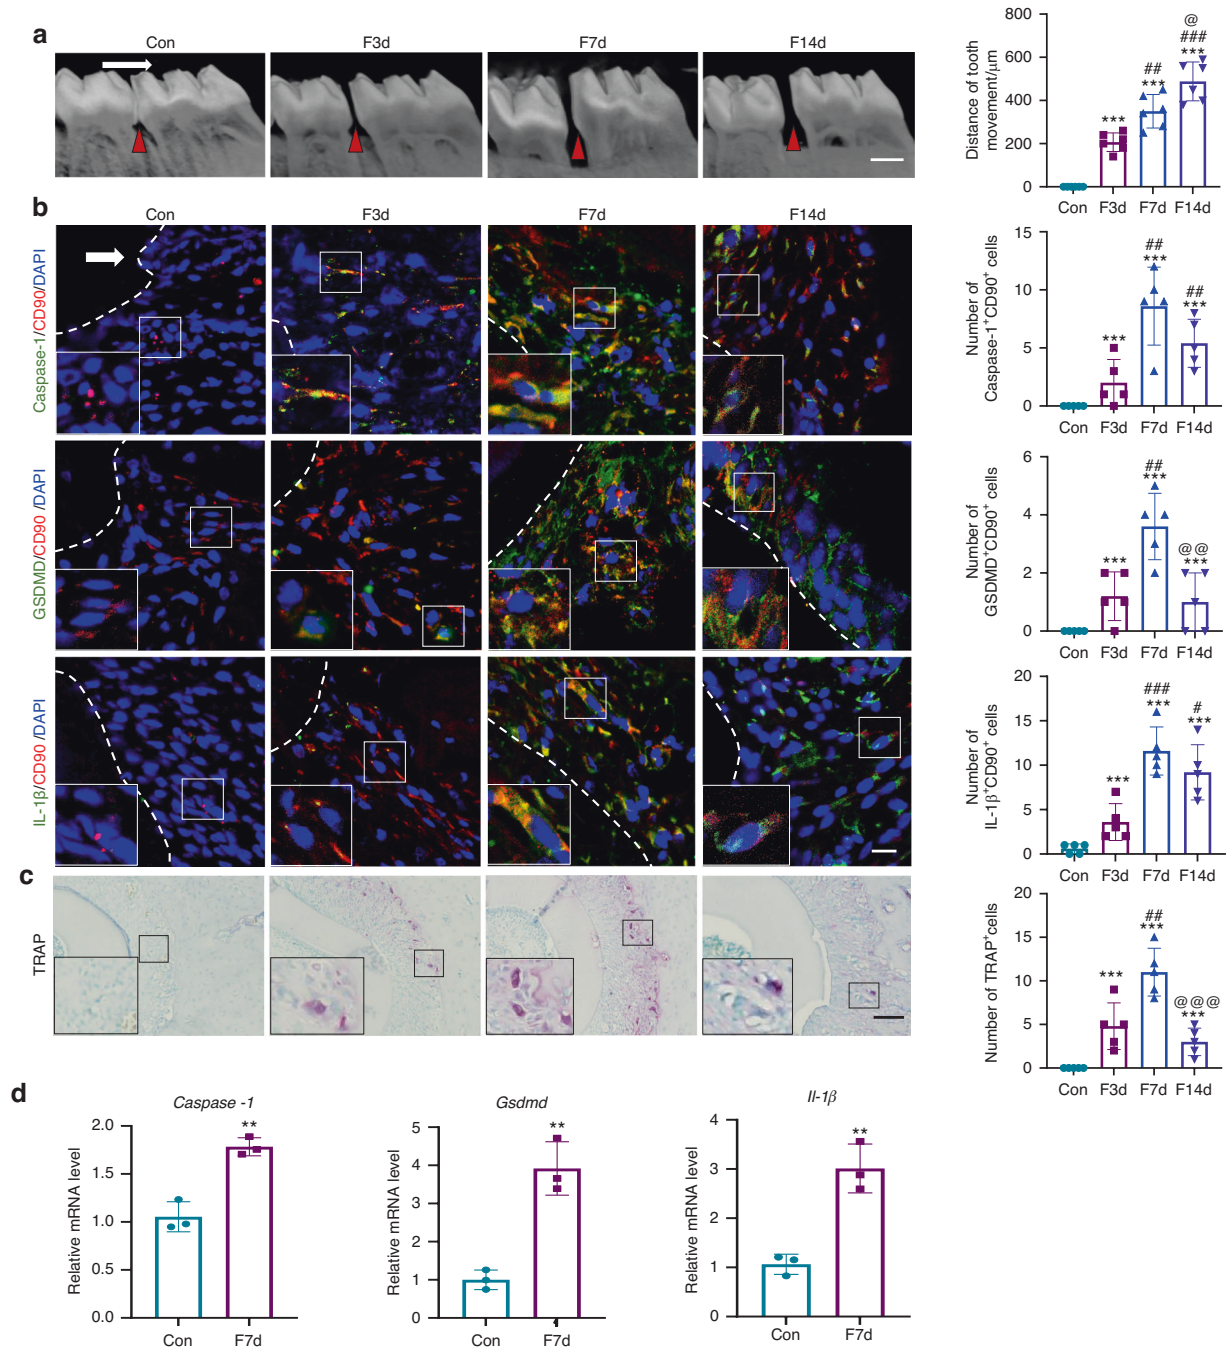 a
Con
F3d
F7d
F14d
Distance of tooth
movement/μm
800
600
400
200
0
***
##
***
@
###
***
Con
F3d
F7d
F14d
b
Con
F3d
F7d
F14d
Caspase-1/CD90/DAPI
GSDMD/CD90 /DAPI
IL-1β/CD90 /DAPI
Number of
Caspase-1⁺CD90⁺ cells
15
10
5
0
***
##
***
##
***
Con
F3d
F7d
F14d
Number of
GSDMD⁺CD90⁺ cells
6
4
2
0
***
##
***
@@
***
Con
F3d
F7d
F14d
Number of
IL-1β⁺CD90⁺ cells
20
15
10
5
0
***
###
***
#
***
Con
F3d
F7d
F14d
c
TRAP
Number of TRAP⁺cells
20
15
10
5
0
***
##
***
@@@
***
Con
F3d
F7d
F14d
d
Caspase -1
Relative mRNA level
2.0
1.5
1.0
0.5
0.0
**
Con
F7d
Gsdmd
Relative mRNA level
5
4
3
2
1
0
**
Con
F7d
Il-1β
Relative mRNA level
4
3
2
1
0
**
Con
F7d